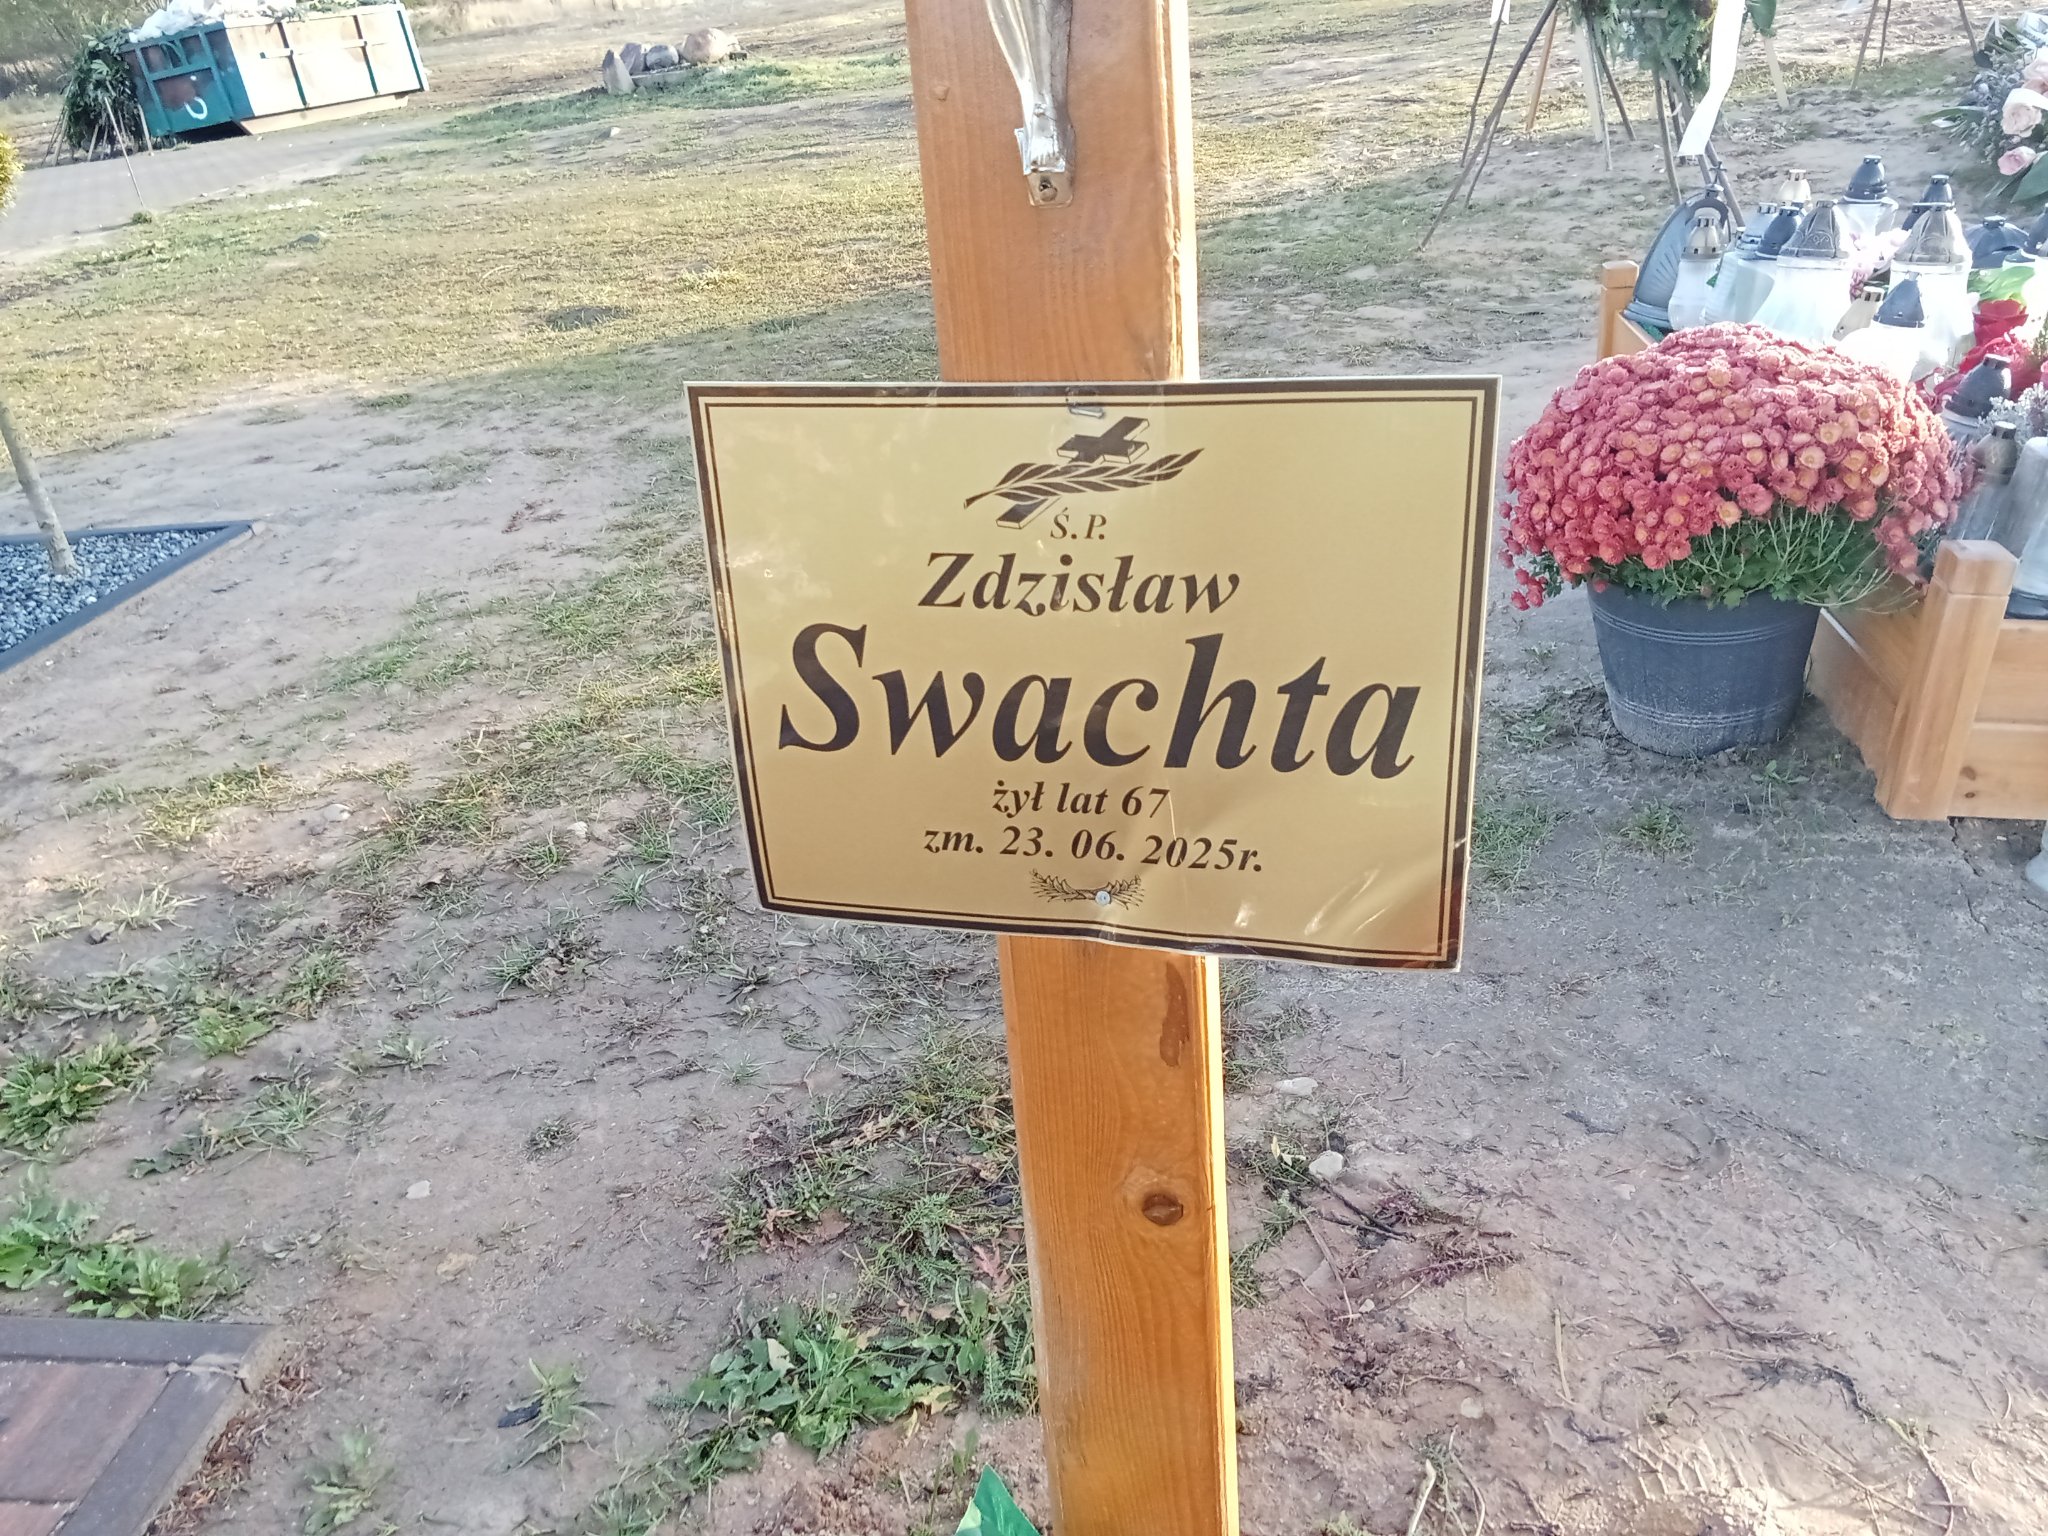 Ś.P.
Zdzisław
Swachta
żył lat 67
zm. 23. 06. 2025r.